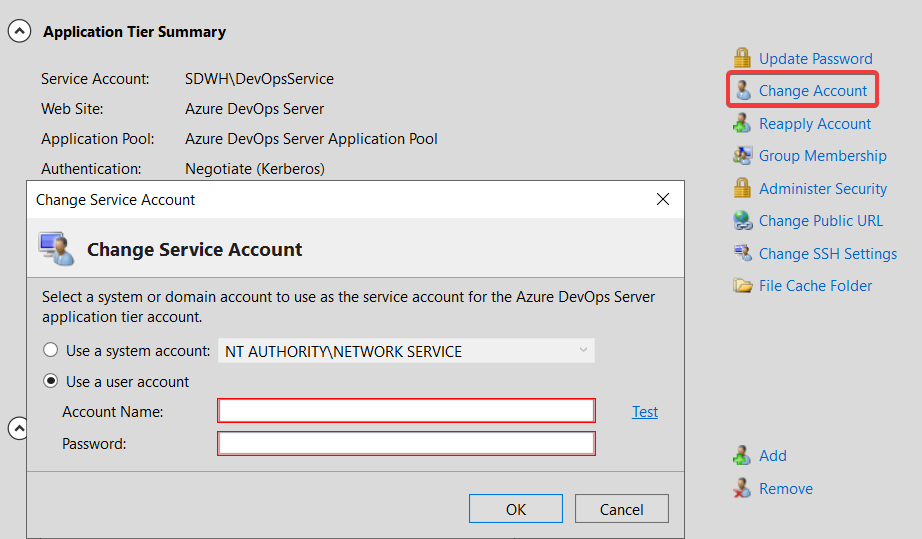 Application Tier Summary
Service Account: SDWH\DevOpsService
Web Site: Azure DevOps Server
Application Pool: Azure DevOps Server Application Pool
Authentication: Negotiate (Kerberos)
Update Password
Change Account
Reapply Account
Group Membership
Administer Security
Change Public URL
Change SSH Settings
File Cache Folder
Change Service Account
Change Service Account
Select a system or domain account to use as the service account for the Azure DevOps Server
application tier account.
Use a system account: NT AUTHORITY\NETWORK SERVICE
Use a user account
Account Name: Test
Password:
OK Cancel
Add
Remove